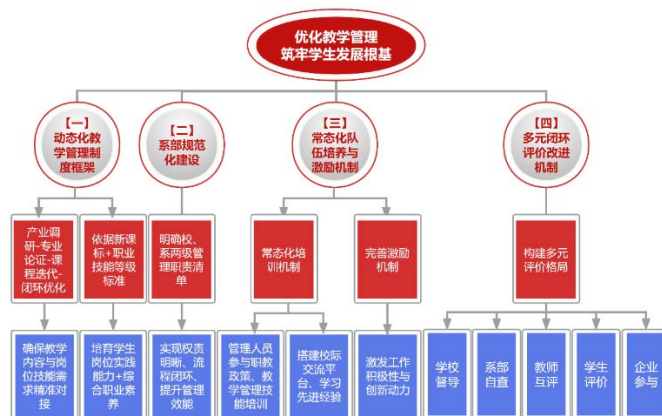 优化教学管理
筑牢学生发展根基
【一】
动态化教
学管理制
度框架
【二】
系部规范
化建设
【三】
常态化队
伍培养与
激励机制
【四】
多元闭环
评价改进
机制
产业调
研-专业
论证-课
程迭代-
闭环优化
依据新课
标+职业
技能等级
标准
明确校、
系两级管
理职责清
单
常态化培
训机制
完善激励
机制
构建多元
评价格局
确保教学
内容与岗
位技能需
求精准对
接
培育学生
岗位实践
能力+综
合职业素
养
实现权责
明晰、流
程闭环、
提升管理
效能
管理人员
参与职教
政策、教
学管理技
能培训
搭建校际
交流平
台、学习
先进经验
激发工作
积极性与
创新动力
学校
督导
系部
自查
教师
互评
学生
评价
企业
参与